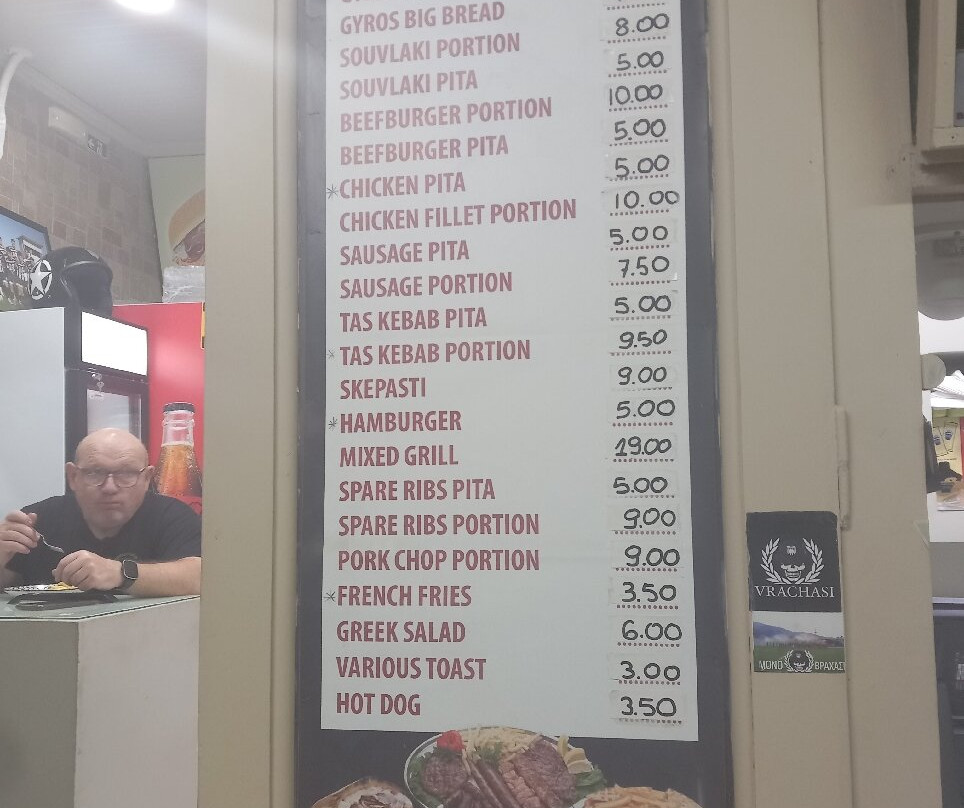 GYROS BIG BREAD
SOUVLAKI PORTION 8.00
SOUVLAKI PITA 5.00
BEEFBURGER PORTION 10.00
BEEFBURGER PITA 5.00
*CHICKEN PITA 5.00
CHICKEN FILLET PORTION 10.00
SAUSAGE PITA 5.00
SAUSAGE PORTION 7.50
TAS KEBAB PITA 5.00
*TAS KEBAB PORTION 9.50
SKEPASTI 9.00
*HAMBURGER 5.00
MIXED GRILL 19.00
SPARE RIBS PITA 5.00
SPARE RIBS PORTION 9.00
PORK CHOP PORTION 9.00
*FRENCH FRIES 3.50
GREEK SALAD 6.00
VARIOUS TOAST 3.00
HOT DOG 3.50
VRACHASI
ΜΟΝΟ ΒΡΑΧΑΣΙ